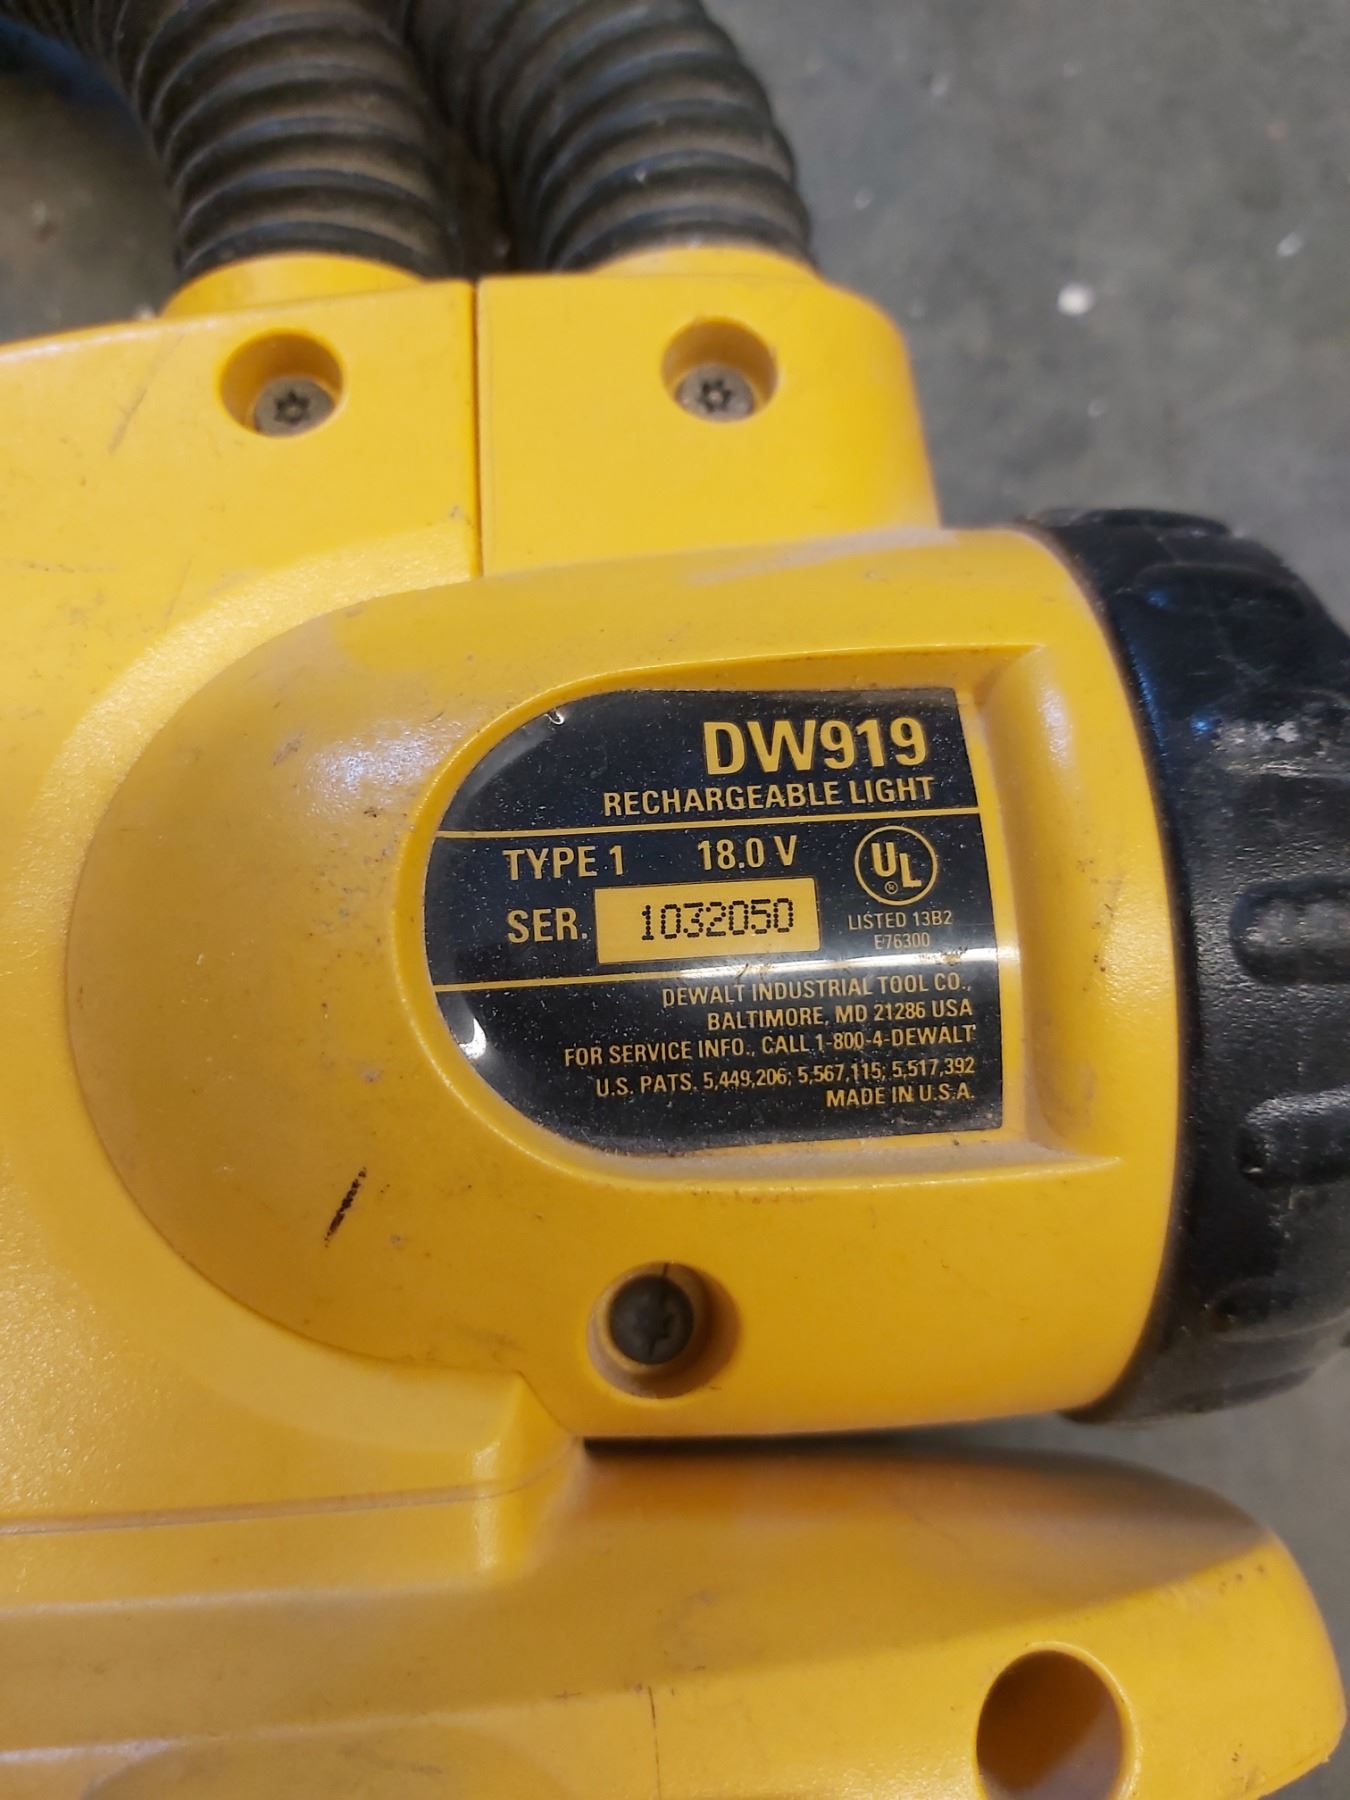 DW919
RECHARGEABLE LIGHT
TYPE 1 18.0 V
UL
®
SER. 1032050
LISTED 13B2
E76300
DEWALT INDUSTRIAL TOOL CO.,
BALTIMORE, MD 21286 USA
FOR SERVICE INFO., CALL 1-800-4-DEWALT
U.S. PATS. 5,449,206; 5,567,115; 5,517,392
MADE IN U.S.A.